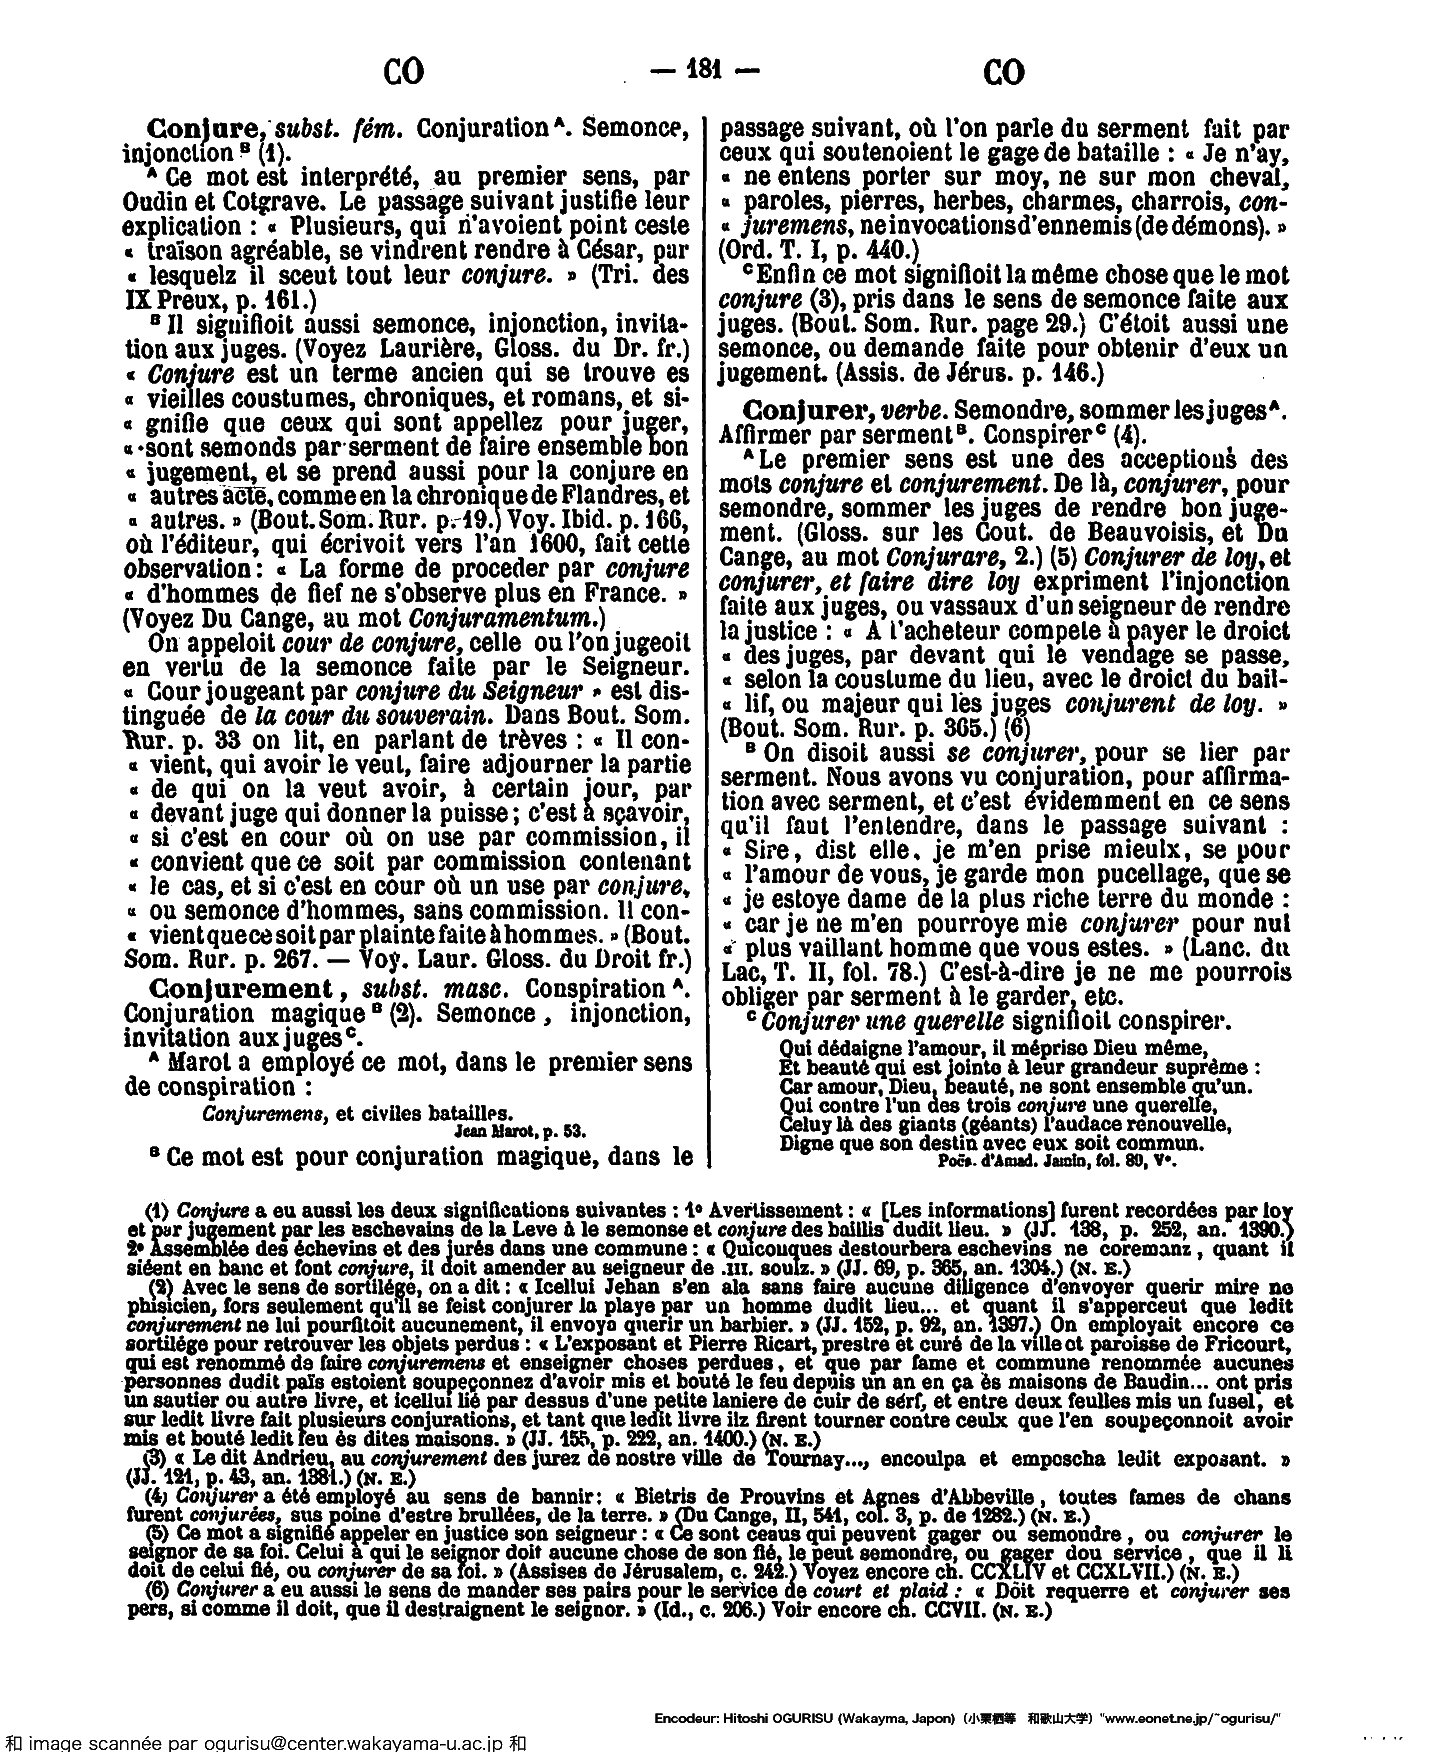 CO — 181 — CO
Conjure, subst. fém. Conjuration ᴬ. Semonce,
injonction ᴮ (1).
ᴬ Ce mot est interprété, au premier sens, par
Oudin et Cotgrave. Le passage suivant justifie leur
explication : « Plusieurs, qui n'avoient point ceste
« traïson agréable, se vindrent rendre à César, par
« lesquelz il sceut tout leur conjure. » (Tri. des
IX Preux, p. 161.)
ᴮ Il signifioit aussi semonce, injonction, invita-
tion aux juges. (Voyez Laurière, Gloss. du Dr. fr.)
« Conjure est un terme ancien qui se trouve es
« vieilles coustumes, chroniques, et romans, et si-
« gnifie que ceux qui sont appellez pour juger,
« sont semonds par serment de faire ensemble bon
« jugement, et se prend aussi pour la conjure en
« autres acte, comme en la chronique de Flandres, et
« autres. » (Bout. Som. Rur. p. 19.) Voy. Ibid. p. 166,
où l'éditeur, qui écrivoit vers l'an 1600, fait cette
observation : « La forme de proceder par conjure
« d'hommes de fief ne s'observe plus en France. »
(Voyez Du Cange, au mot Conjuramentum.)
On appeloit cour de conjure, celle ou l'on jugeoit
en vertu de la semonce faite par le Seigneur.
« Cour jougeant par conjure du Seigneur » est dis-
tinguée de la cour du souverain. Dans Bout. Som.
Rur. p. 33 on lit, en parlant de trèves : « Il con-
« vient, qui avoir le veut, faire adjourner la partie
« de qui on la veut avoir, à certain jour, par
« devant juge qui donner la puisse ; c'est à sçavoir,
« si c'est en cour où on use par commission, il
« convient que ce soit par commission contenant
« le cas, et si c'est en cour où un use par conjure,
« ou semonce d'hommes, sans commission. Il con-
« vient que ce soit par plainte faite à hommes. » (Bout.
Som. Rur. p. 267. — Voy. Laur. Gloss. du Droit fr.)
Conjurement, subst. masc. Conspiration ᴬ.
Conjuration magique ᴮ (2). Semonce, injonction,
invitation aux juges ᶜ.
ᴬ Marot a employé ce mot, dans le premier sens
de conspiration :
Conjuremens, et civiles batailles.
Jean Marot, p. 53.
ᴮ Ce mot est pour conjuration magique, dans le
passage suivant, où l'on parle du serment fait par
ceux qui soutenoient le gage de bataille : « Je n'ay,
« ne entens porter sur moy, ne sur mon cheval,
« paroles, pierres, herbes, charmes, charrois, con-
« juremens, ne invocations d'ennemis (de démons). »
(Ord. T. I, p. 440.)
ᶜ Enfin ce mot signifioit la même chose que le mot
conjure (3), pris dans le sens de semonce faite aux
juges. (Bout. Som. Rur. page 29.) C'étoit aussi une
semonce, ou demande faite pour obtenir d'eux un
jugement. (Assis. de Jérus. p. 146.)
Conjurer, verbe. Semondre, sommer les juges ᴬ.
Affirmer par serment ᴮ. Conspirer ᶜ (4).
ᴬ Le premier sens est une des acceptions des
mots conjure et conjurement. De là, conjurer, pour
semondre, sommer les juges de rendre bon juge-
ment. (Gloss. sur les Cout. de Beauvoisis, et Du
Cange, au mot Conjurare, 2.) (5) Conjurer de loy, et
conjurer, et faire dire loy expriment l'injonction
faite aux juges, ou vassaux d'un seigneur de rendre
la justice : « A l'acheteur compete à payer le droict
« des juges, par devant qui le vendage se passe,
« selon la coustume du lieu, avec le droict du bail-
« lif, ou majeur qui les juges conjurent de loy. »
(Bout. Som. Rur. p. 365.) (6)
ᴮ On disoit aussi se conjurer, pour se lier par
serment. Nous avons vu conjuration, pour affirma-
tion avec serment, et c'est évidemment en ce sens
qu'il faut l'entendre, dans le passage suivant :
« Sire, dist elle, je m'en prise mieulx, se pour
« l'amour de vous, je garde mon pucellage, que se
« je estoye dame de la plus riche terre du monde :
« car je ne m'en pourroye mie conjurer pour nul
« plus vaillant homme que vous estes. » (Lanc. du
Lac, T. II, fol. 78.) C'est-à-dire je ne me pourrois
obliger par serment à le garder, etc.
ᶜ Conjurer une querelle signifioit conspirer.
Qui dédaigne l'amour, il méprise Dieu même,
Et beauté qui est jointe à leur grandeur suprème :
Car amour, Dieu, beauté, ne sont ensemble qu'un.
Qui contre l'un des trois conjure une querelle,
Celuy là des giants (géants) l'audace renouvelle,
Digne que son destin avec eux soit commun.
Poës. d'Amad. Jamin, fol. 80, Vº.
(1) Conjure a eu aussi les deux significations suivantes : 1º Avertissement : « [Les informations] furent recordées par loy
et par jugement par les eschevains de la Leve à le semonse et conjure des baillis dudit lieu. » (JJ. 138, p. 252, an. 1390.)
2º Assemblée des échevins et des jurés dans une commune : « Quiconques destourbera eschevins ne coremanz, quant il
siéent en banc et font conjure, il doit amender au seigneur de .III. soulz. » (JJ. 69, p. 365, an. 1304.) (N. E.)
(2) Avec le sens de sortilége, on a dit : « Icellui Jehan s'en ala sans faire aucune diligence d'envoyer querir mire ne
phisicien, fors seulement qu'il se feist conjurer la playe par un homme dudit lieu... et quant il s'apperceut que ledit
conjurement ne lui pourfitoit aucunement, il envoya querir un barbier. » (JJ. 152, p. 92, an. 1397.) On employait encore ce
sortilége pour retrouver les objets perdus : « L'exposant et Pierre Ricart, prestre et curé de la ville et paroisse de Fricourt,
qui est renommé de faire conjuremens et enseigner choses perdues, et que par fame et commune renommée aucunes
personnes dudit païs estoient soupeçonnez d'avoir mis et bouté le feu depuis un an en ça ès maisons de Baudin... ont pris
un sautier ou autre livre, et icellui lié par dessus d'une petite laniere de cuir de sérf, et entre deux feulles mis un fusel, et
sur ledit livre fait plusieurs conjurations, et tant que ledit livre ilz firent tourner contre ceulx que l'en soupeçonnoit avoir
mis et bouté ledit feu ès dites maisons. » (JJ. 155, p. 222, an. 1400.) (N. E.)
(3) « Le dit Andrieu, au conjurement des jurez de nostre ville de Tournay..., encoulpa et emposcha ledit exposant. »
(JJ. 121, p. 43, an. 1381.) (N. E.)
(4) Conjurer a été employé au sens de bannir : « Bietris de Prouvins et Agnes d'Abbeville, toutes fames de chans
furent conjurées, sus poine d'estre brullées, de la terre. » (Du Cange, II, 541, col. 3, p. de 1282.) (N. E.)
(5) Ce mot a signifié appeler en justice son seigneur : « Ce sont ceaus qui peuvent gager ou semondre, ou conjurer le
seignor de sa foi. Celui à qui le seignor doit aucune chose de son fié, le peut semondre, ou gager dou service, que il li
doit de celui fié, ou conjurer de sa foi. » (Assises de Jérusalem, c. 242.) Voyez encore ch. CCXLIV et CCXLVII.) (N. E.)
(6) Conjurer a eu aussi le sens de mander ses pairs pour le service de court et plaid : « Doit requerre et conjurer ses
pers, si comme il doit, que il destraignent le seignor. » (Id., c. 206.) Voir encore ch. CCVII. (N. E.)
Encodeur: Hitoshi OGURISU (Wakayma, Japon) (小栗栖等 和歌山大学) "www.eonet.ne.jp/~ogurisu/"
和 image scannée par ogurisu@center.wakayama-u.ac.jp 和